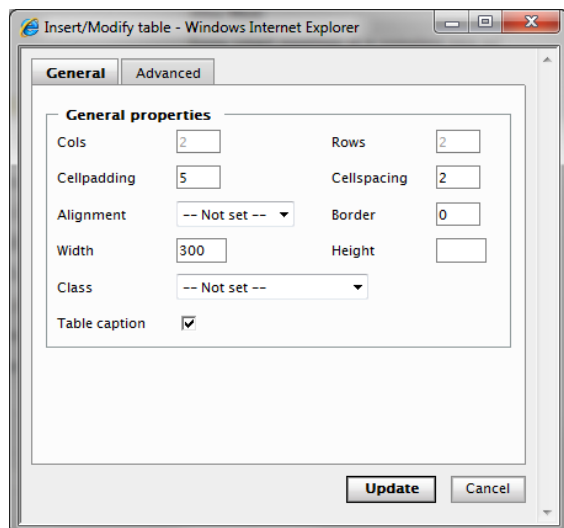 Insert/Modify table - Windows Internet Explorer
General Advanced
General properties
Cols 2 Rows 2
Cellpadding 5 Cellspacing 2
Alignment -- Not set -- Border 0
Width 300 Height
Class -- Not set --
Table caption
Update Cancel